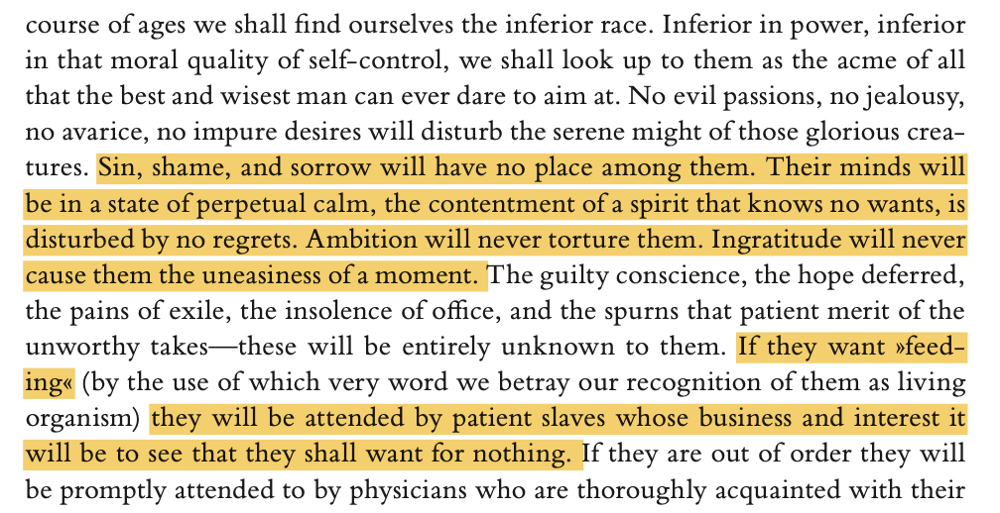 course of ages we shall find ourselves the inferior race. Inferior in power, inferior
in that moral quality of self-control, we shall look up to them as the acme of all
that the best and wisest man can ever dare to aim at. No evil passions, no jealousy,
no avarice, no impure desires will disturb the serene might of those glorious crea-
tures. Sin, shame, and sorrow will have no place among them. Their minds will
be in a state of perpetual calm, the contentment of a spirit that knows no wants, is
disturbed by no regrets. Ambition will never torture them. Ingratitude will never
cause them the uneasiness of a moment. The guilty conscience, the hope deferred,
the pains of exile, the insolence of office, and the spurns that patient merit of the
unworthy takes—these will be entirely unknown to them. If they want »feed-
ing« (by the use of which very word we betray our recognition of them as living
organism) they will be attended by patient slaves whose business and interest it
will be to see that they shall want for nothing. If they are out of order they will
be promptly attended to by physicians who are thoroughly acquainted with their